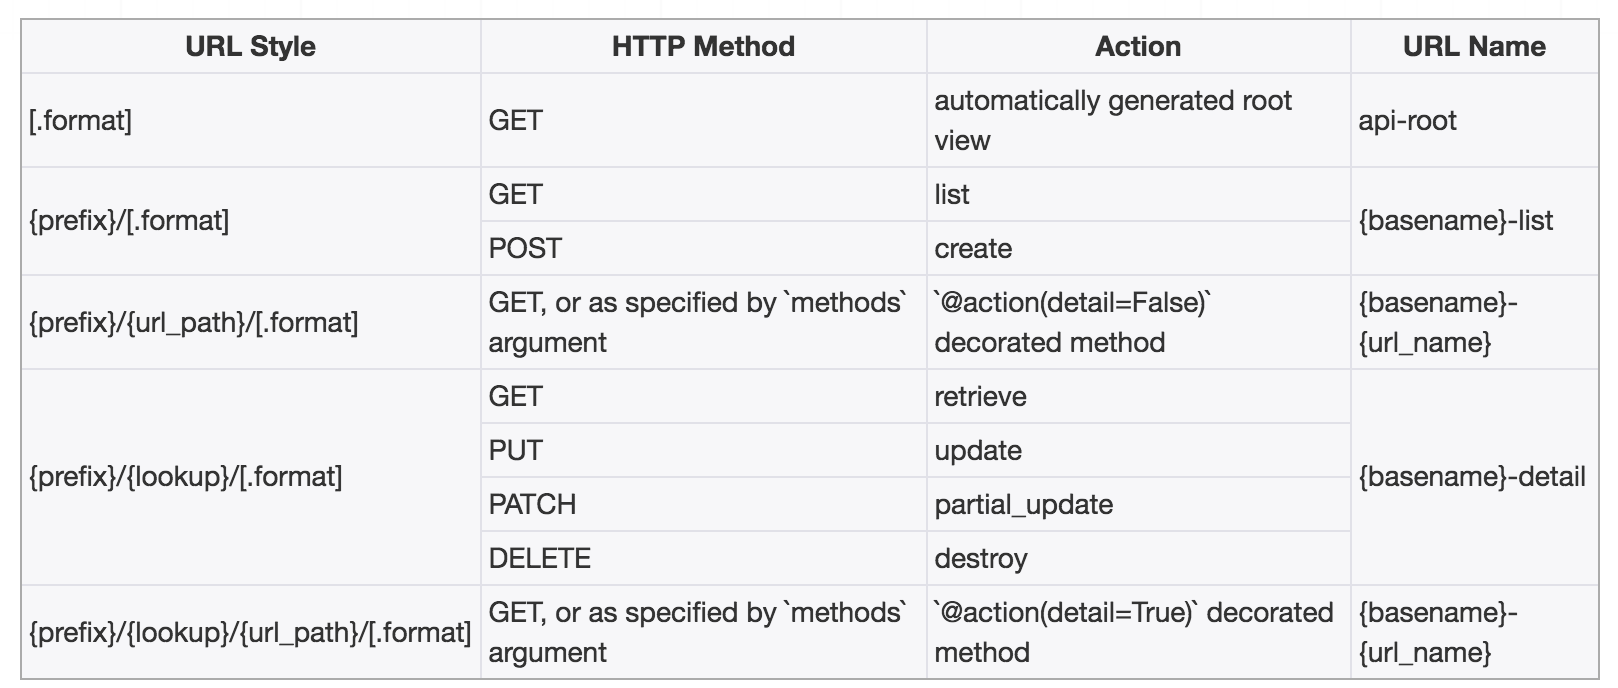 URL Style HTTP Method Action URL Name
[.format] GET automatically generated root
view api-root
{prefix}/[.format] GET list {basename}-list
POST create
{prefix}/{url_path}/[.format] GET, or as specified by `methods`
argument `@action(detail=False)`
decorated method {basename}-
{url_name}
{prefix}/{lookup}/[.format] GET retrieve {basename}-detail
PUT update
PATCH partial_update
DELETE destroy
{prefix}/{lookup}/{url_path}/[.format] GET, or as specified by `methods`
argument `@action(detail=True)` decorated
method {basename}-
{url_name}